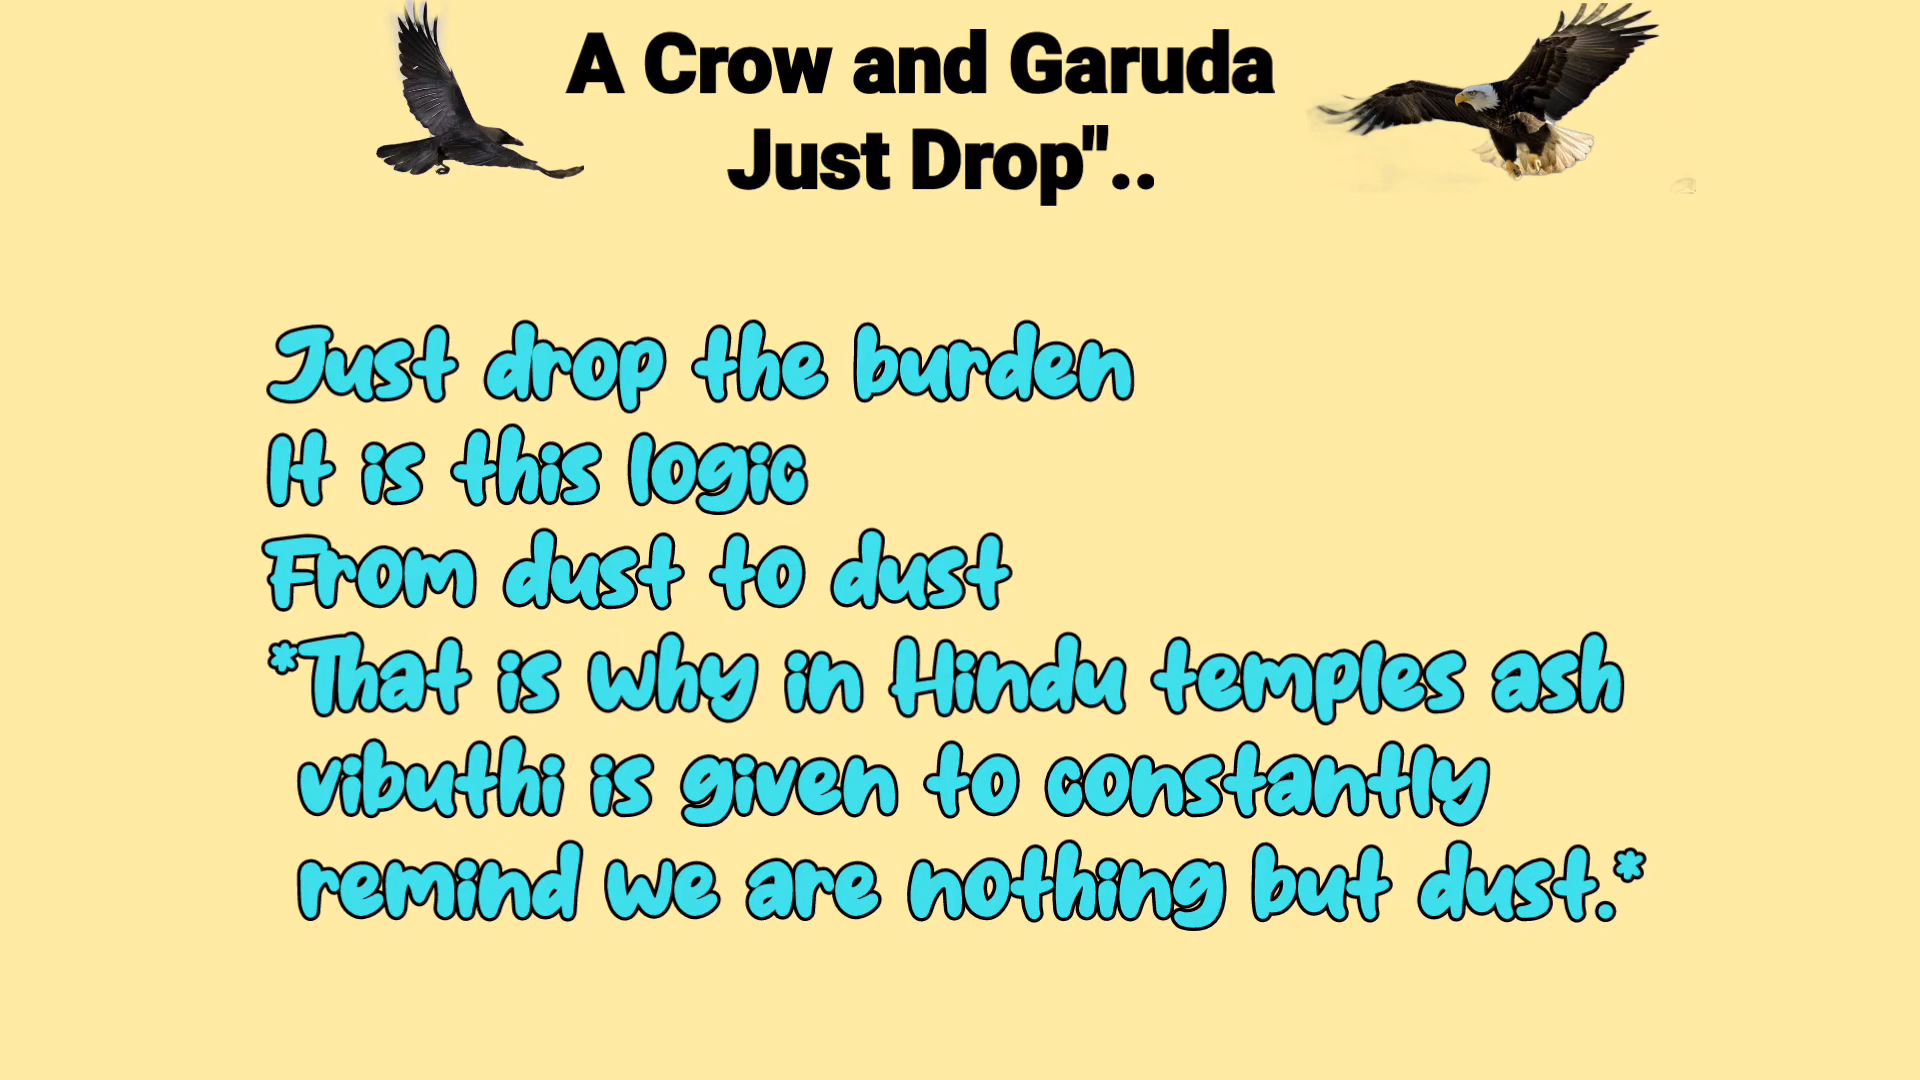 A Crow and Garuda
Just Drop"..
Just drop the burden
It is this logic
From dust to dust
*That is why in Hindu temples ash
vibuthi is given to constantly
remind we are nothing but dust.*